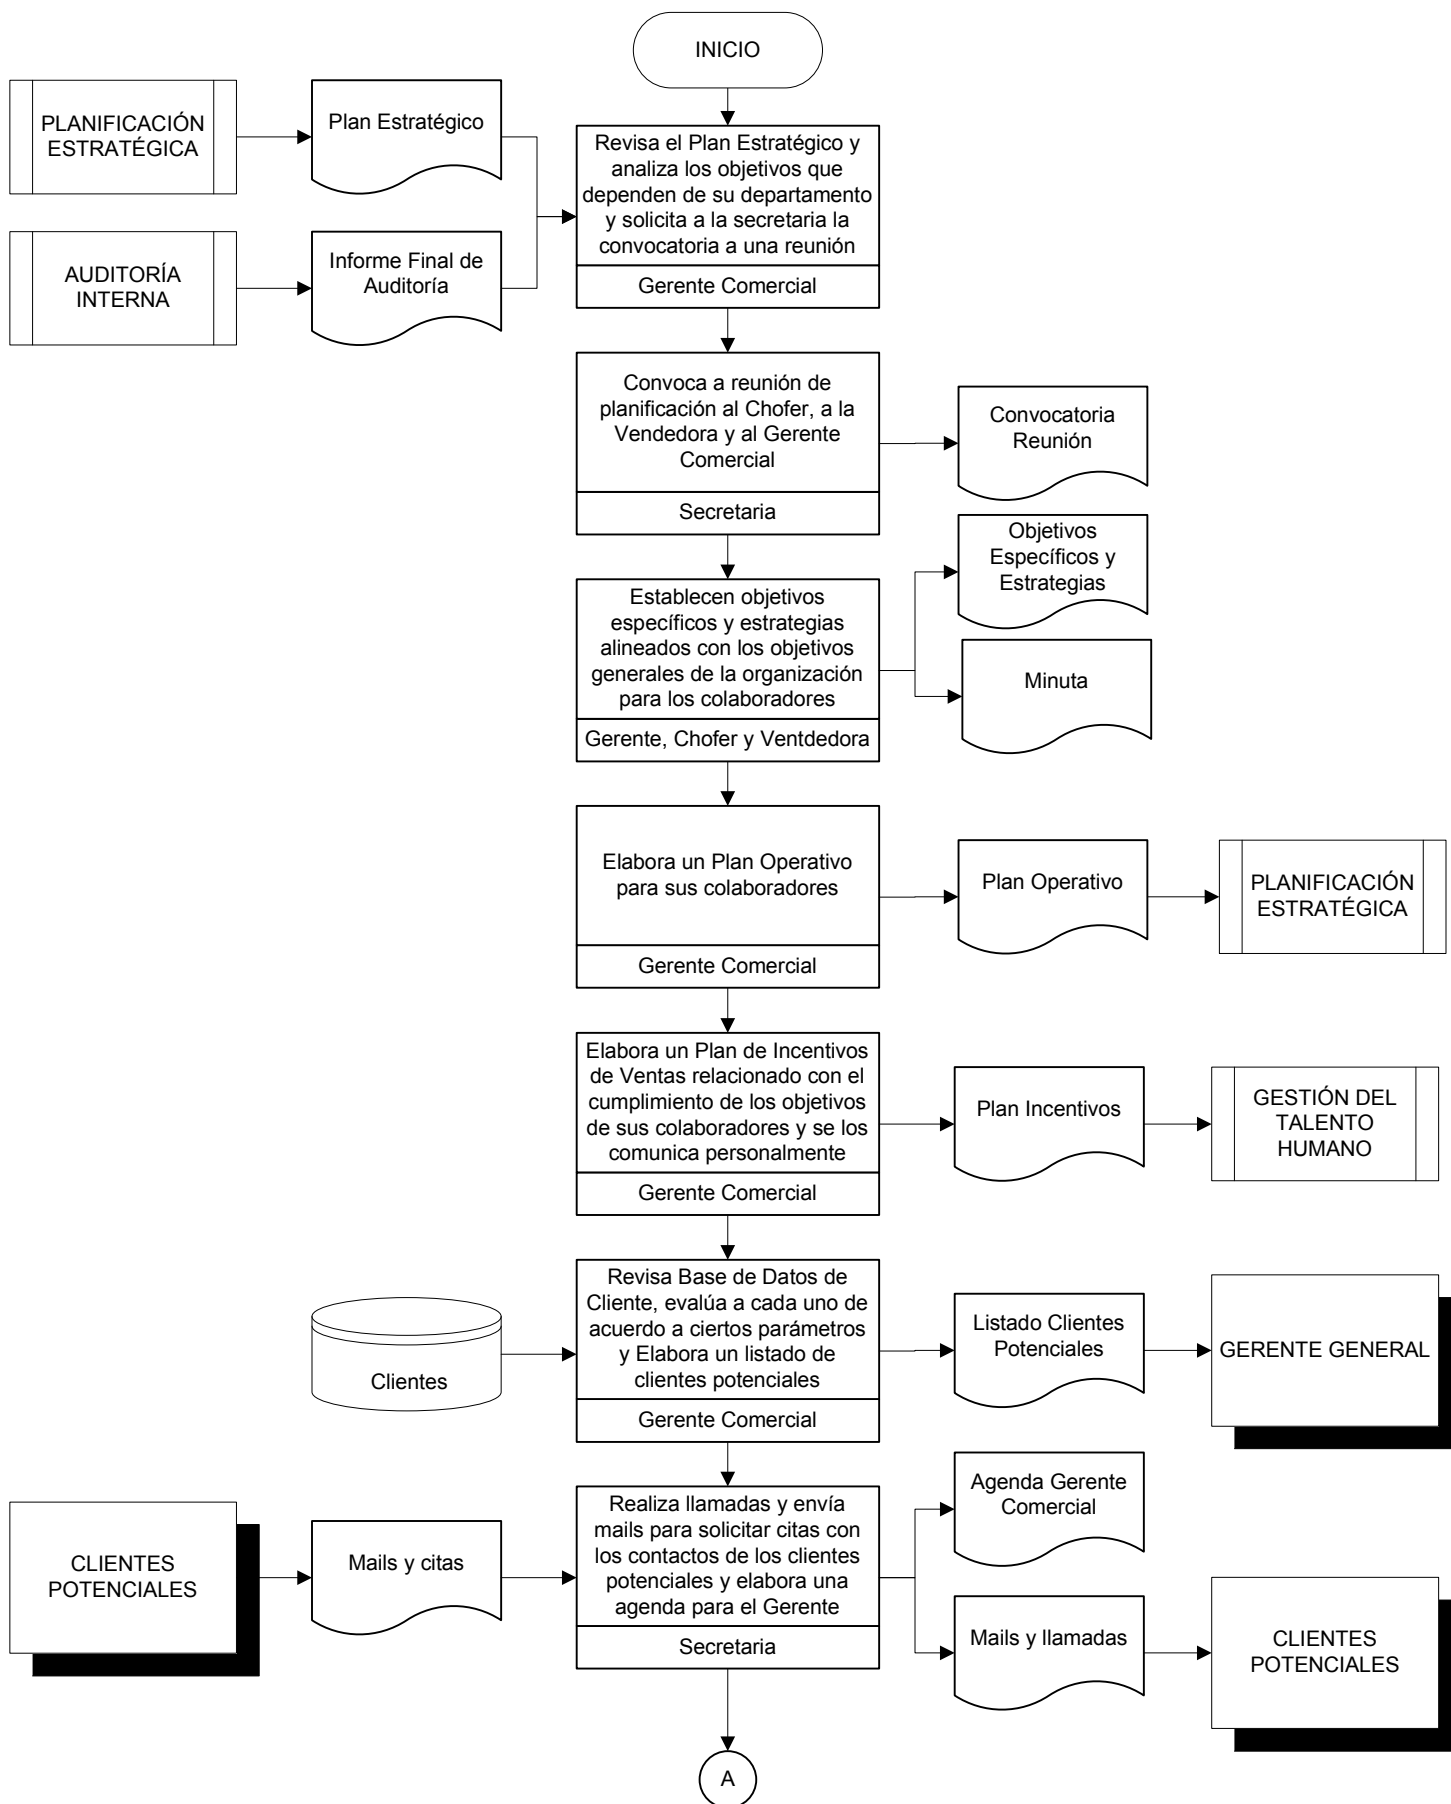 INICIO
PLANIFICACIÓN
ESTRATÉGICA
Plan Estratégico
Revisa el Plan Estratégico y
analiza los objetivos que
dependen de su departamento
y solicita a la secretaria la
convocatoria a una reunión
Gerente Comercial
AUDITORÍA
INTERNA
Informe Final de
Auditoría
Convoca a reunión de
planificación al Chofer, a la
Vendedora y al Gerente
Comercial
Secretaria
Convocatoria
Reunión
Establecen objetivos
específicos y estrategias
alineados con los objetivos
generales de la organización
para los colaboradores
Gerente, Chofer y Ventdedora
Objetivos
Específicos y
Estrategias
Minuta
Elabora un Plan Operativo
para sus colaboradores
Gerente Comercial
Plan Operativo
PLANIFICACIÓN
ESTRATÉGICA
Elabora un Plan de Incentivos
de Ventas relacionado con el
cumplimiento de los objetivos
de sus colaboradores y se los
comunica personalmente
Gerente Comercial
Plan Incentivos
GESTIÓN DEL
TALENTO
HUMANO
Clientes
Revisa Base de Datos de
Cliente, evalúa a cada uno de
acuerdo a ciertos parámetros
y Elabora un listado de
clientes potenciales
Gerente Comercial
Listado Clientes
Potenciales
GERENTE GENERAL
CLIENTES
POTENCIALES
Mails y citas
Realiza llamadas y envía
mails para solicitar citas con
los contactos de los clientes
potenciales y elabora una
agenda para el Gerente
Secretaria
Agenda Gerente
Comercial
Mails y llamadas
CLIENTES
POTENCIALES
A